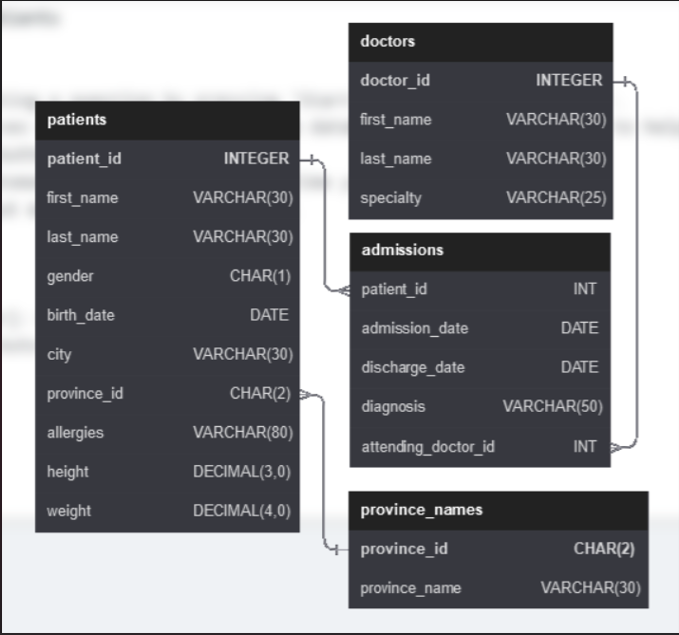 patients
patient_id INTEGER
first_name VARCHAR(30)
last_name VARCHAR(30)
gender CHAR(1)
birth_date DATE
city VARCHAR(30)
province_id CHAR(2)
allergies VARCHAR(80)
height DECIMAL(3,0)
weight DECIMAL(4,0)
doctors
doctor_id INTEGER
first_name VARCHAR(30)
last_name VARCHAR(30)
specialty VARCHAR(25)
admissions
patient_id INT
admission_date DATE
discharge_date DATE
diagnosis VARCHAR(50)
attending_doctor_id INT
province_names
province_id CHAR(2)
province_name VARCHAR(30)